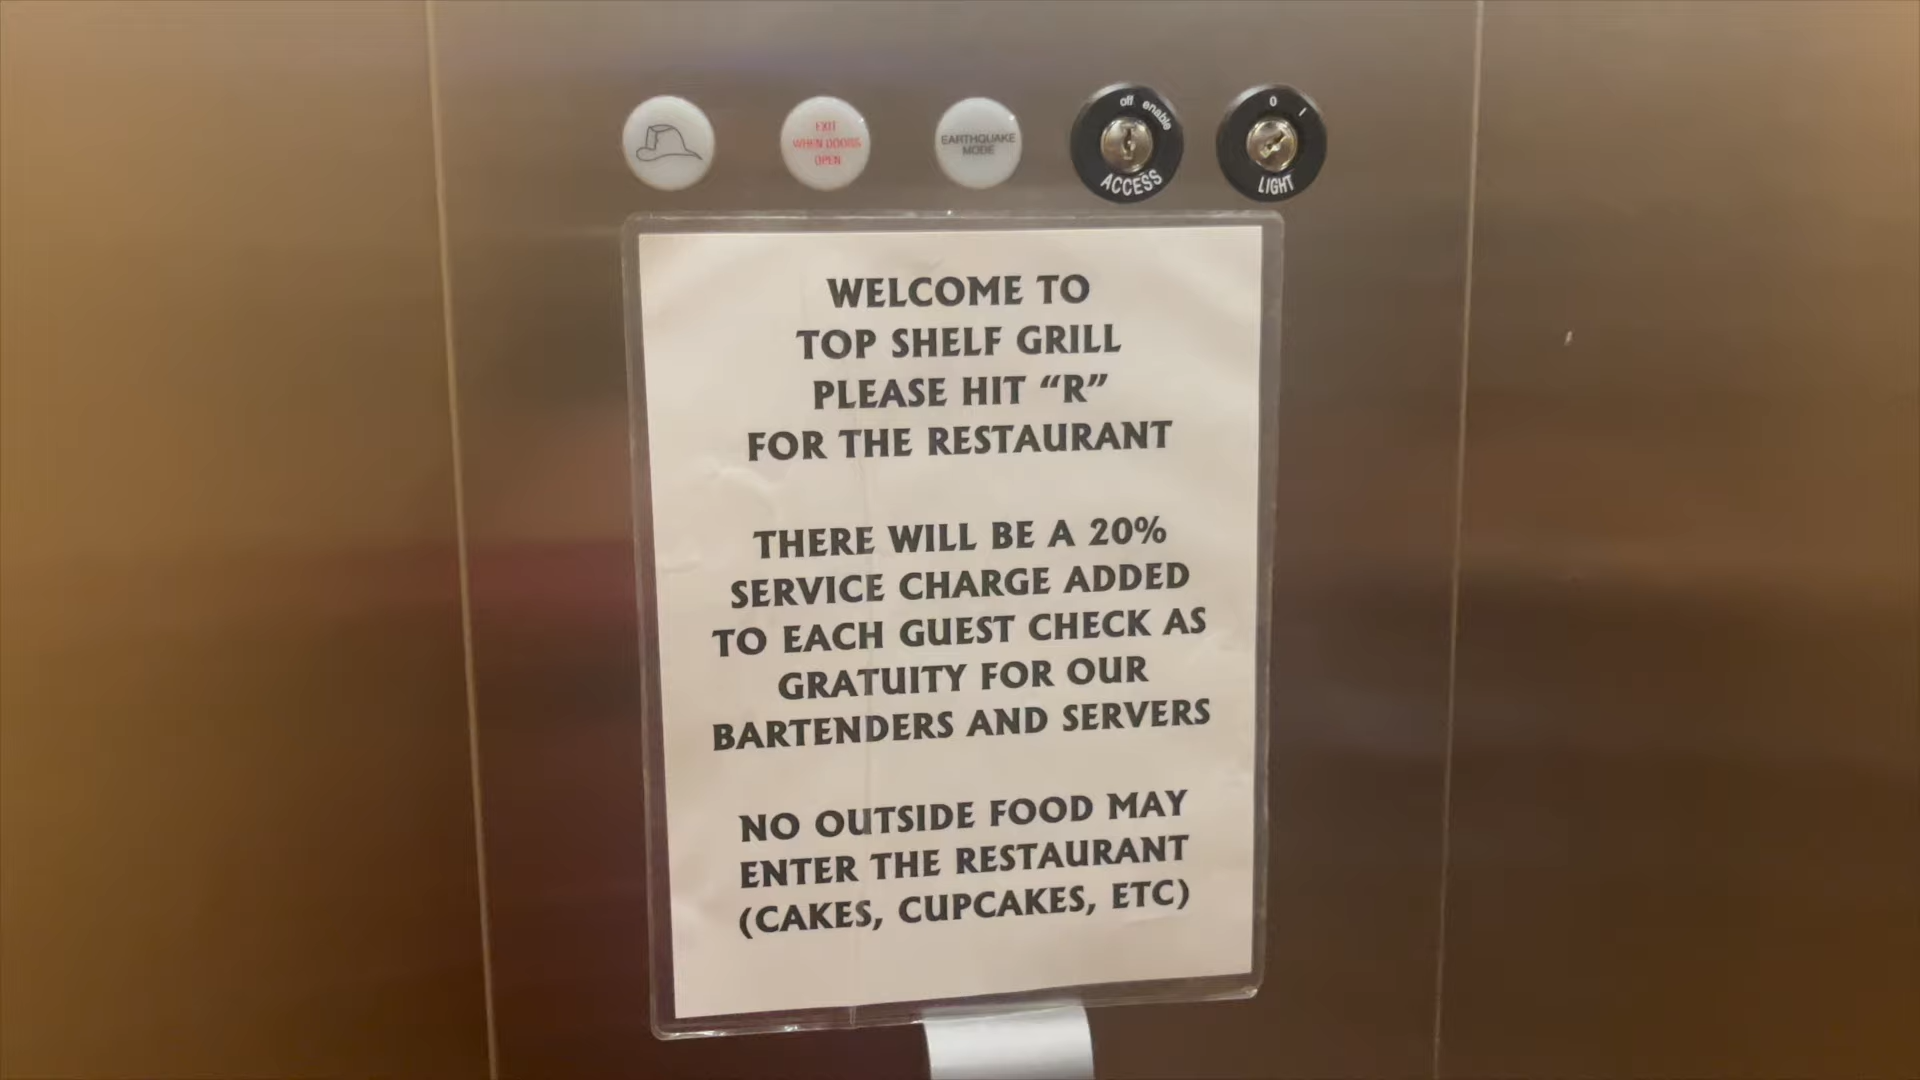 EXIT
WHEN DOORS
OPEN
EARTHQUAKE
MODE
off enable
ACCESS
0 I
LIGHT
WELCOME TO
TOP SHELF GRILL
PLEASE HIT “R”
FOR THE RESTAURANT
THERE WILL BE A 20%
SERVICE CHARGE ADDED
TO EACH GUEST CHECK AS
GRATUITY FOR OUR
BARTENDERS AND SERVERS
NO OUTSIDE FOOD MAY
ENTER THE RESTAURANT
(CAKES, CUPCAKES, ETC)